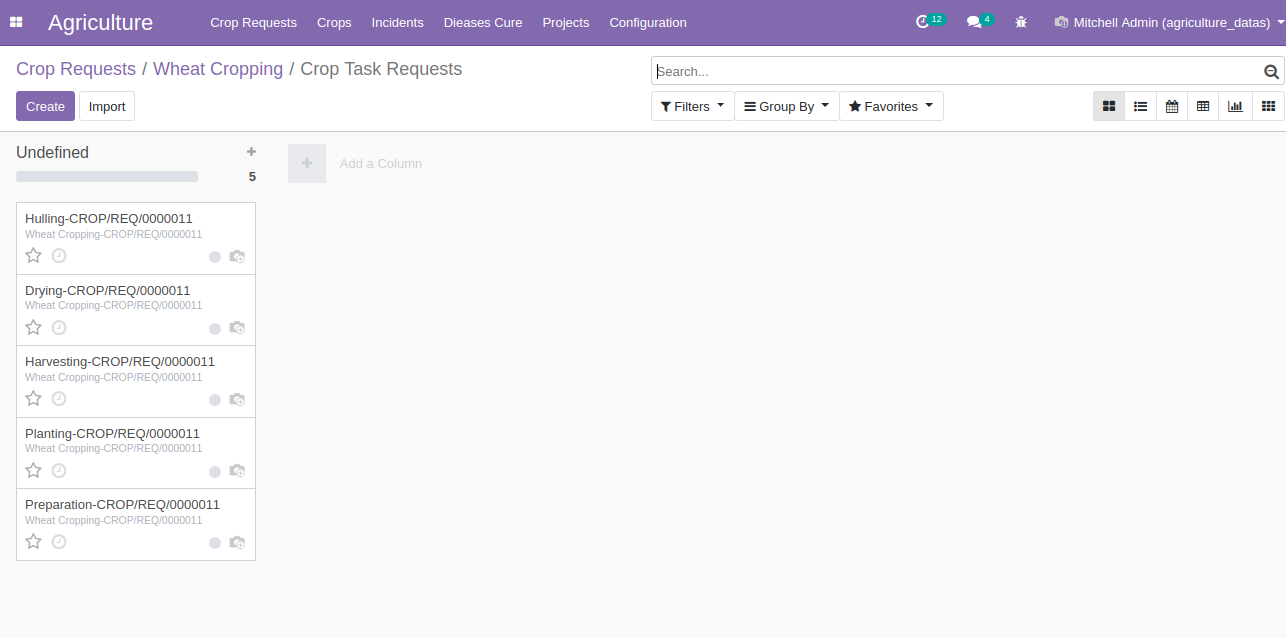 Agriculture Crop Requests Crops Incidents Dieases Cure Projects Configuration 12 4 Mitchell Admin (agriculture_datas)
Crop Requests / Wheat Cropping / Crop Task Requests
Search...
Create Import Filters Group By Favorites
Undefined
5
Add a Column
Hulling-CROP/REQ/0000011
Wheat Cropping-CROP/REQ/0000011
Drying-CROP/REQ/0000011
Wheat Cropping-CROP/REQ/0000011
Harvesting-CROP/REQ/0000011
Wheat Cropping-CROP/REQ/0000011
Planting-CROP/REQ/0000011
Wheat Cropping-CROP/REQ/0000011
Preparation-CROP/REQ/0000011
Wheat Cropping-CROP/REQ/0000011